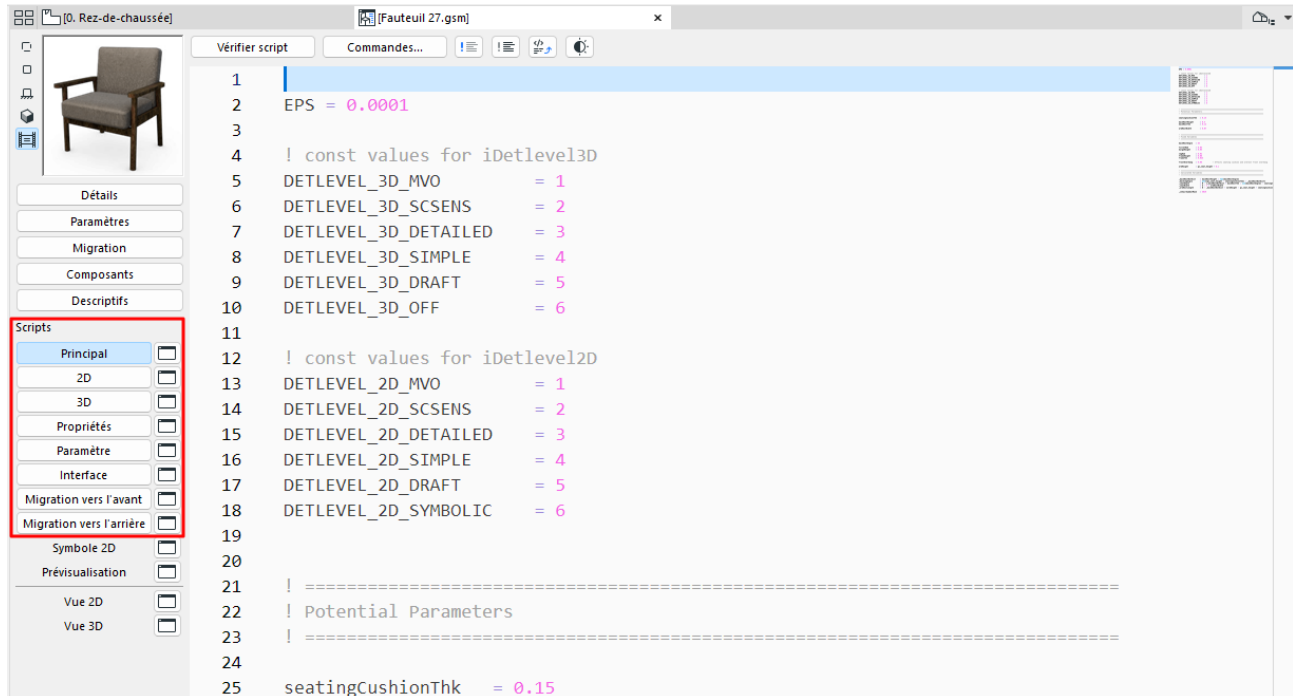 [0. Rez-de-chaussée]
[Fauteuil 27.gsm]
Vérifier script
Commandes...
Détails
Paramètres
Migration
Composants
Descriptifs
Scripts
Principal
2D
3D
Propriétés
Paramètre
Interface
Migration vers l'avant
Migration vers l'arrière
Symbole 2D
Prévisualisation
Vue 2D
Vue 3D
1
2 EPS = 0.0001
3
4 ! const values for iDetlevel3D
5 DETLEVEL_3D_MVO = 1
6 DETLEVEL_3D_SCSENS = 2
7 DETLEVEL_3D_DETAILED = 3
8 DETLEVEL_3D_SIMPLE = 4
9 DETLEVEL_3D_DRAFT = 5
10 DETLEVEL_3D_OFF = 6
11
12 ! const values for iDetlevel2D
13 DETLEVEL_2D_MVO = 1
14 DETLEVEL_2D_SCSENS = 2
15 DETLEVEL_2D_DETAILED = 3
16 DETLEVEL_2D_SIMPLE = 4
17 DETLEVEL_2D_DRAFT = 5
18 DETLEVEL_2D_SYMBOLIC = 6
19
20
21 ! ==============================================================================
22 ! Potential Parameters
23 ! ==============================================================================
24
25 seatingCushionThk = 0.15